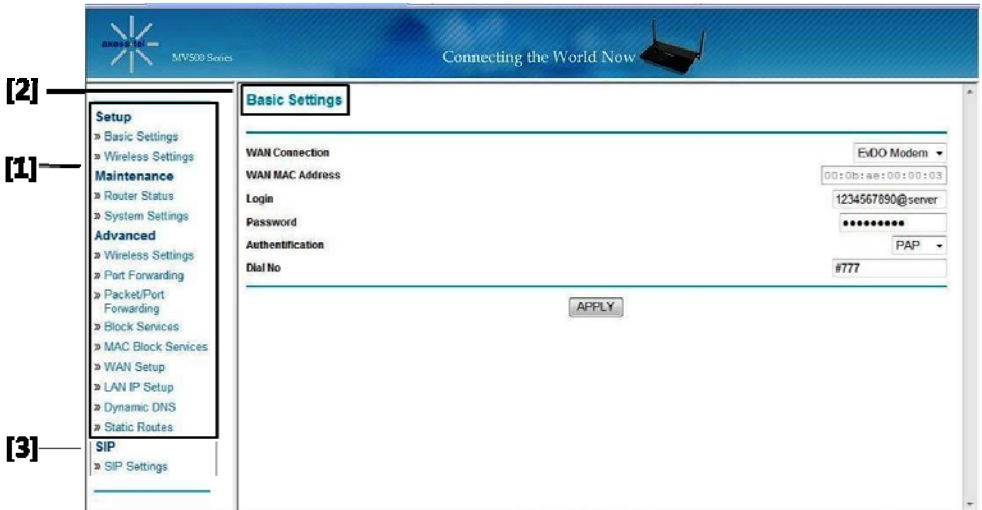 axesstel
MV500 Series
Connecting the World Now
[2]
Basic Settings
[1]
Setup
» Basic Settings
» Wireless Settings
Maintenance
» Router Status
» System Settings
Advanced
» Wireless Settings
» Port Forwarding
» Packet/Port
Forwarding
» Block Services
» MAC Block Services
» WAN Setup
» LAN IP Setup
» Dynamic DNS
» Static Routes
[3]
SIP
» SIP Settings
WAN Connection EvDO Modem
WAN MAC Address 00:0b:ae:00:00:03
Login 1234567890@server
Password •••••••••
Authentification PAP
Dial No #777
APPLY